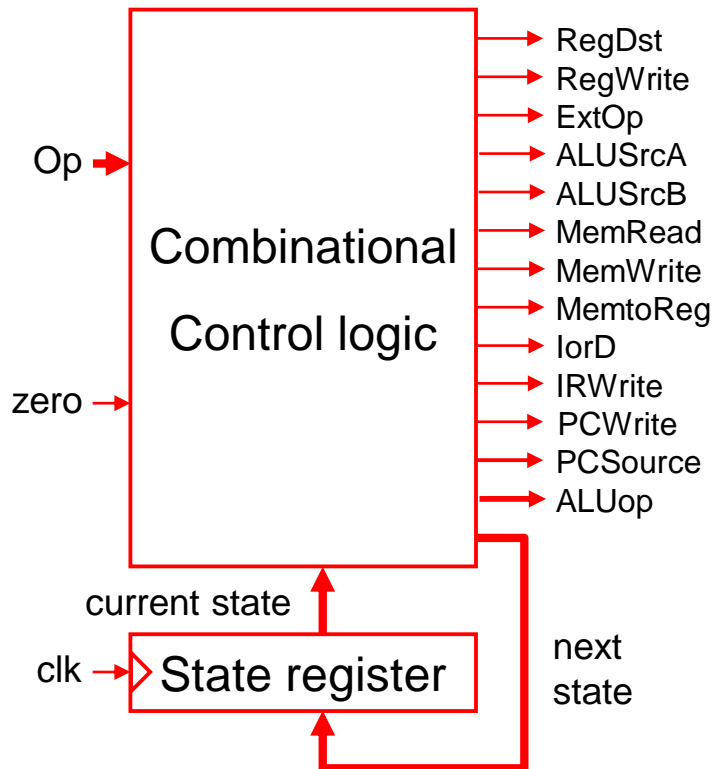 RegDst
RegWrite
ExtOp
Op
ALUSrcA
ALUSrcB
MemRead
Combinational
MemWrite
MemtoReg
Control logic
IorD
IRWrite
zero
PCWrite
PCSource
ALUop
current state
clk
State register
next
state